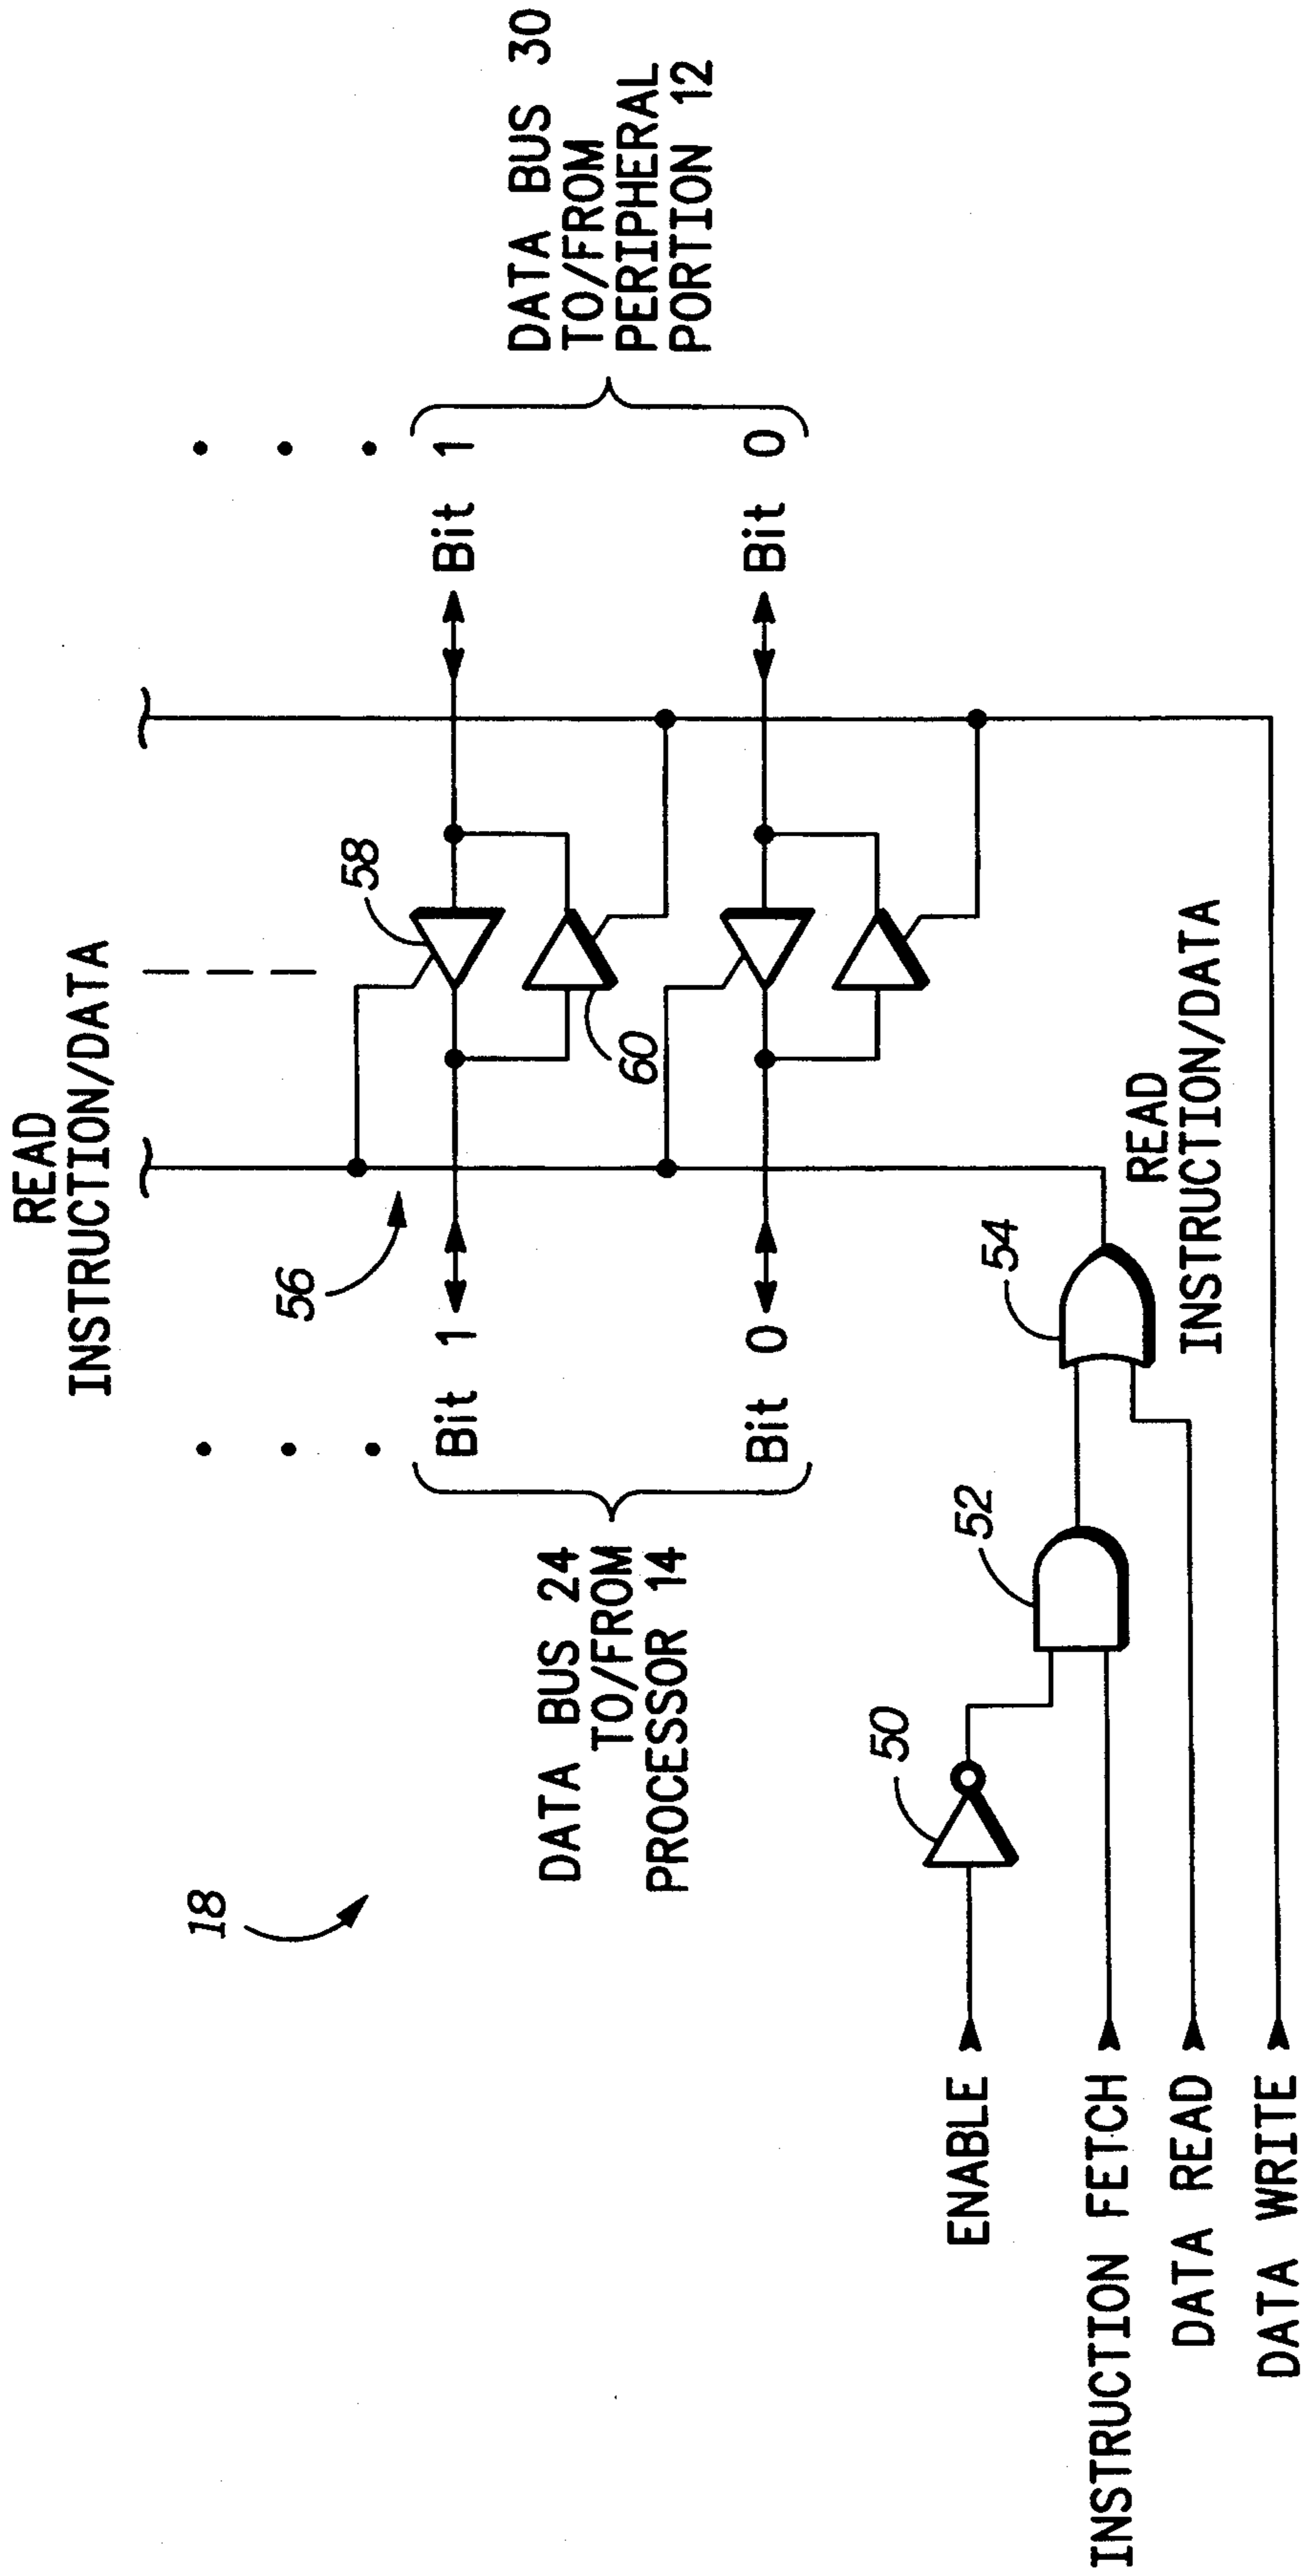 18
READ
INSTRUCTION/DATA
56
58
60
Bit 1
Bit 0
DATA BUS 24
TO/FROM
PROCESSOR 14
Bit 1
Bit 0
DATA BUS 30
TO/FROM
PERIPHERAL
PORTION 12
ENABLE
INSTRUCTION FETCH
DATA READ
DATA WRITE
50
52
54
READ
INSTRUCTION/DATA